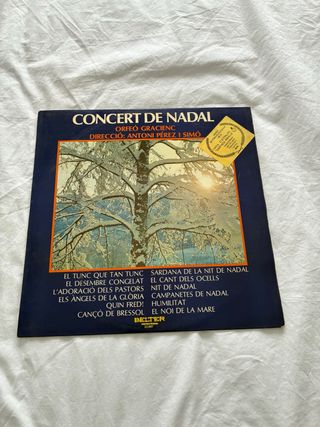 CONCERT DE NADAL
ORFEÓ GRACIENC
DIRECCIÓ: ANTONI PÉREZ I SIMÓ
EL TUNC QUE TAN TUNC
EL DESEMBRE CONGELAT
L'ADORACIÓ DELS PASTORS
ELS ÀNGELS DE LA GLÒRIA
QUIN FRED!
CANÇÓ DE BRESSOL
SARDANA DE LA NIT DE NADAL
EL CANT DELS OCELLS
NIT DE NADAL
CAMPANETES DE NADAL
HUMILITAT
EL NOI DE LA MARE
BELTER